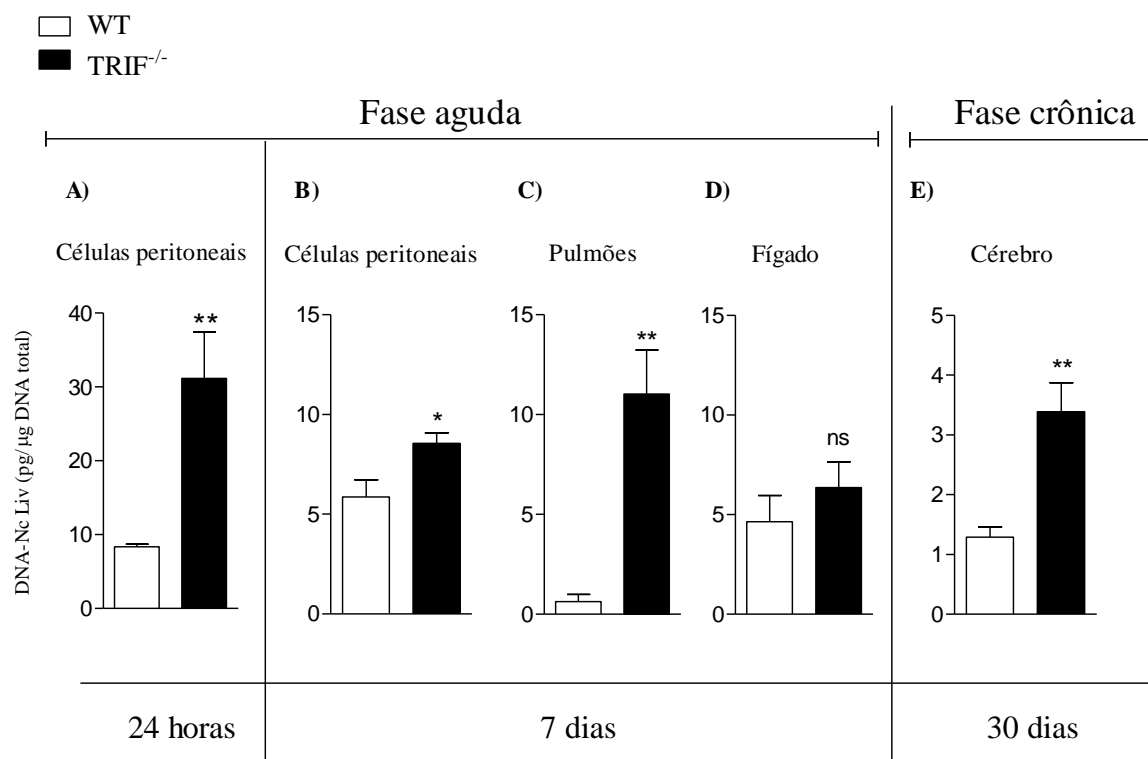 WT
TRIF-/-
Fase aguda
Fase crônica
A)
B)
C)
D)
E)
Células peritoneais
Células peritoneais
Pulmões
Fígado
Cérebro
DNA-Nc Liv (pg/µg DNA total)
40
30
20
10
0
**
15
10
5
0
*
15
10
5
0
**
15
10
5
0
ns
5
4
3
2
1
0
**
24 horas
7 dias
30 dias